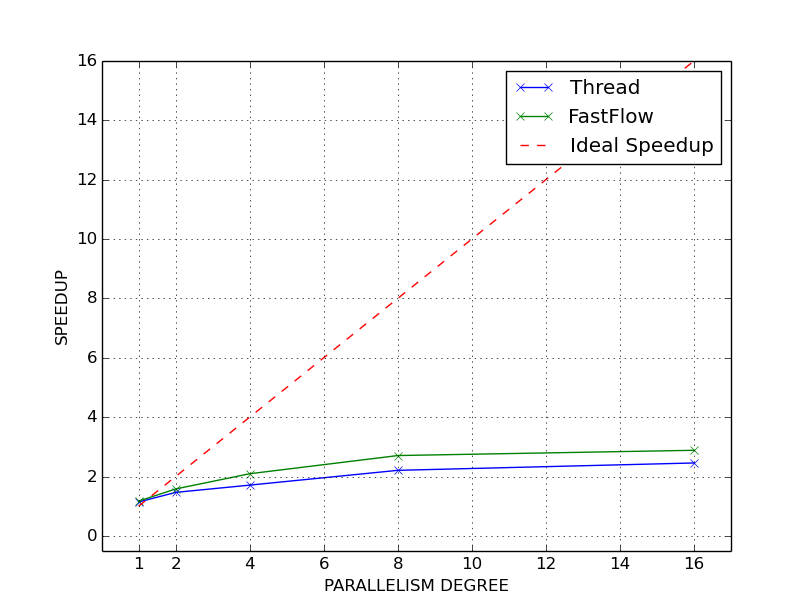 16
14
12
10
8
6
4
2
0
SPEEDUP
Thread
FastFlow
Ideal Speedup
1 2 4 6 8 10 12 14 16
PARALLELISM DEGREE